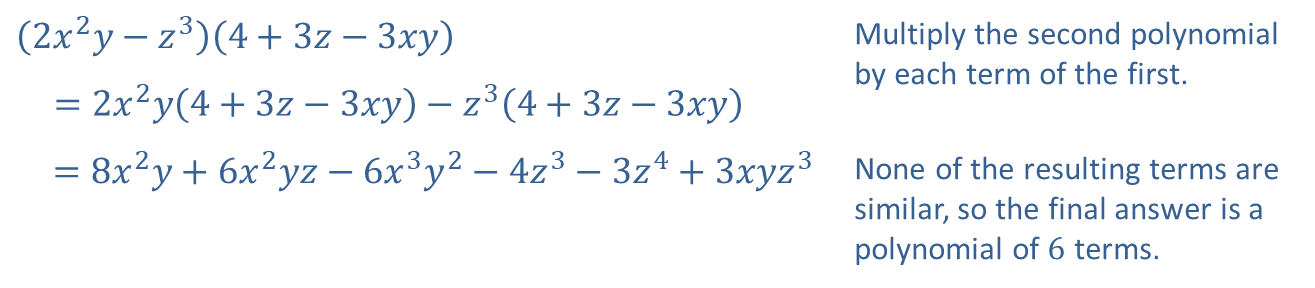 (2x²y − z³)(4 + 3z − 3xy)
Multiply the second polynomial
by each term of the first.
= 2x²y(4 + 3z − 3xy) − z³(4 + 3z − 3xy)
= 8x²y + 6x²yz − 6x³y² − 4z³ − 3z⁴ + 3xyz³
None of the resulting terms are
similar, so the final answer is a
polynomial of 6 terms.